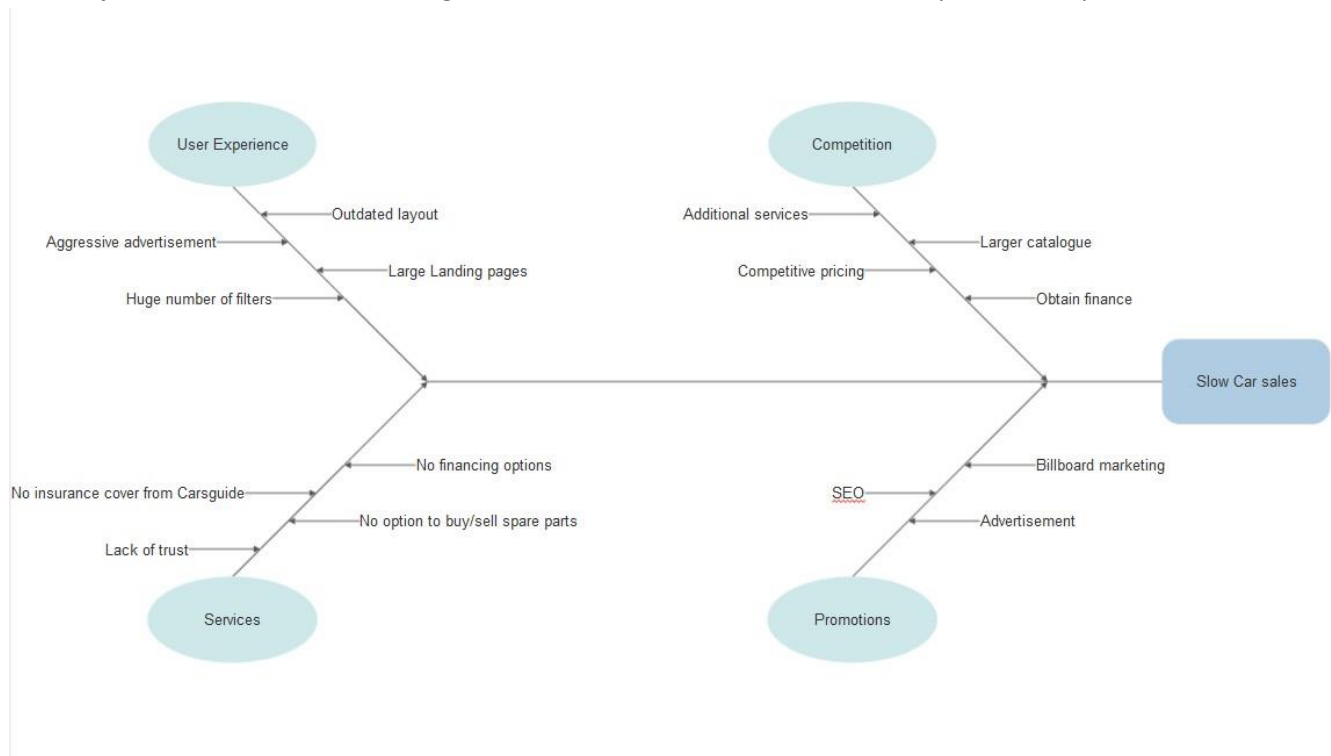 User Experience
Competition
Outdated layout
Additional services
Aggressive advertisement
Larger catalogue
Large Landing pages
Competitive pricing
Huge number of filters
Obtain finance
Slow Car sales
No financing options
Billboard marketing
No insurance cover from Carsguide
SEO
No option to buy/sell spare parts
Advertisement
Lack of trust
Services
Promotions